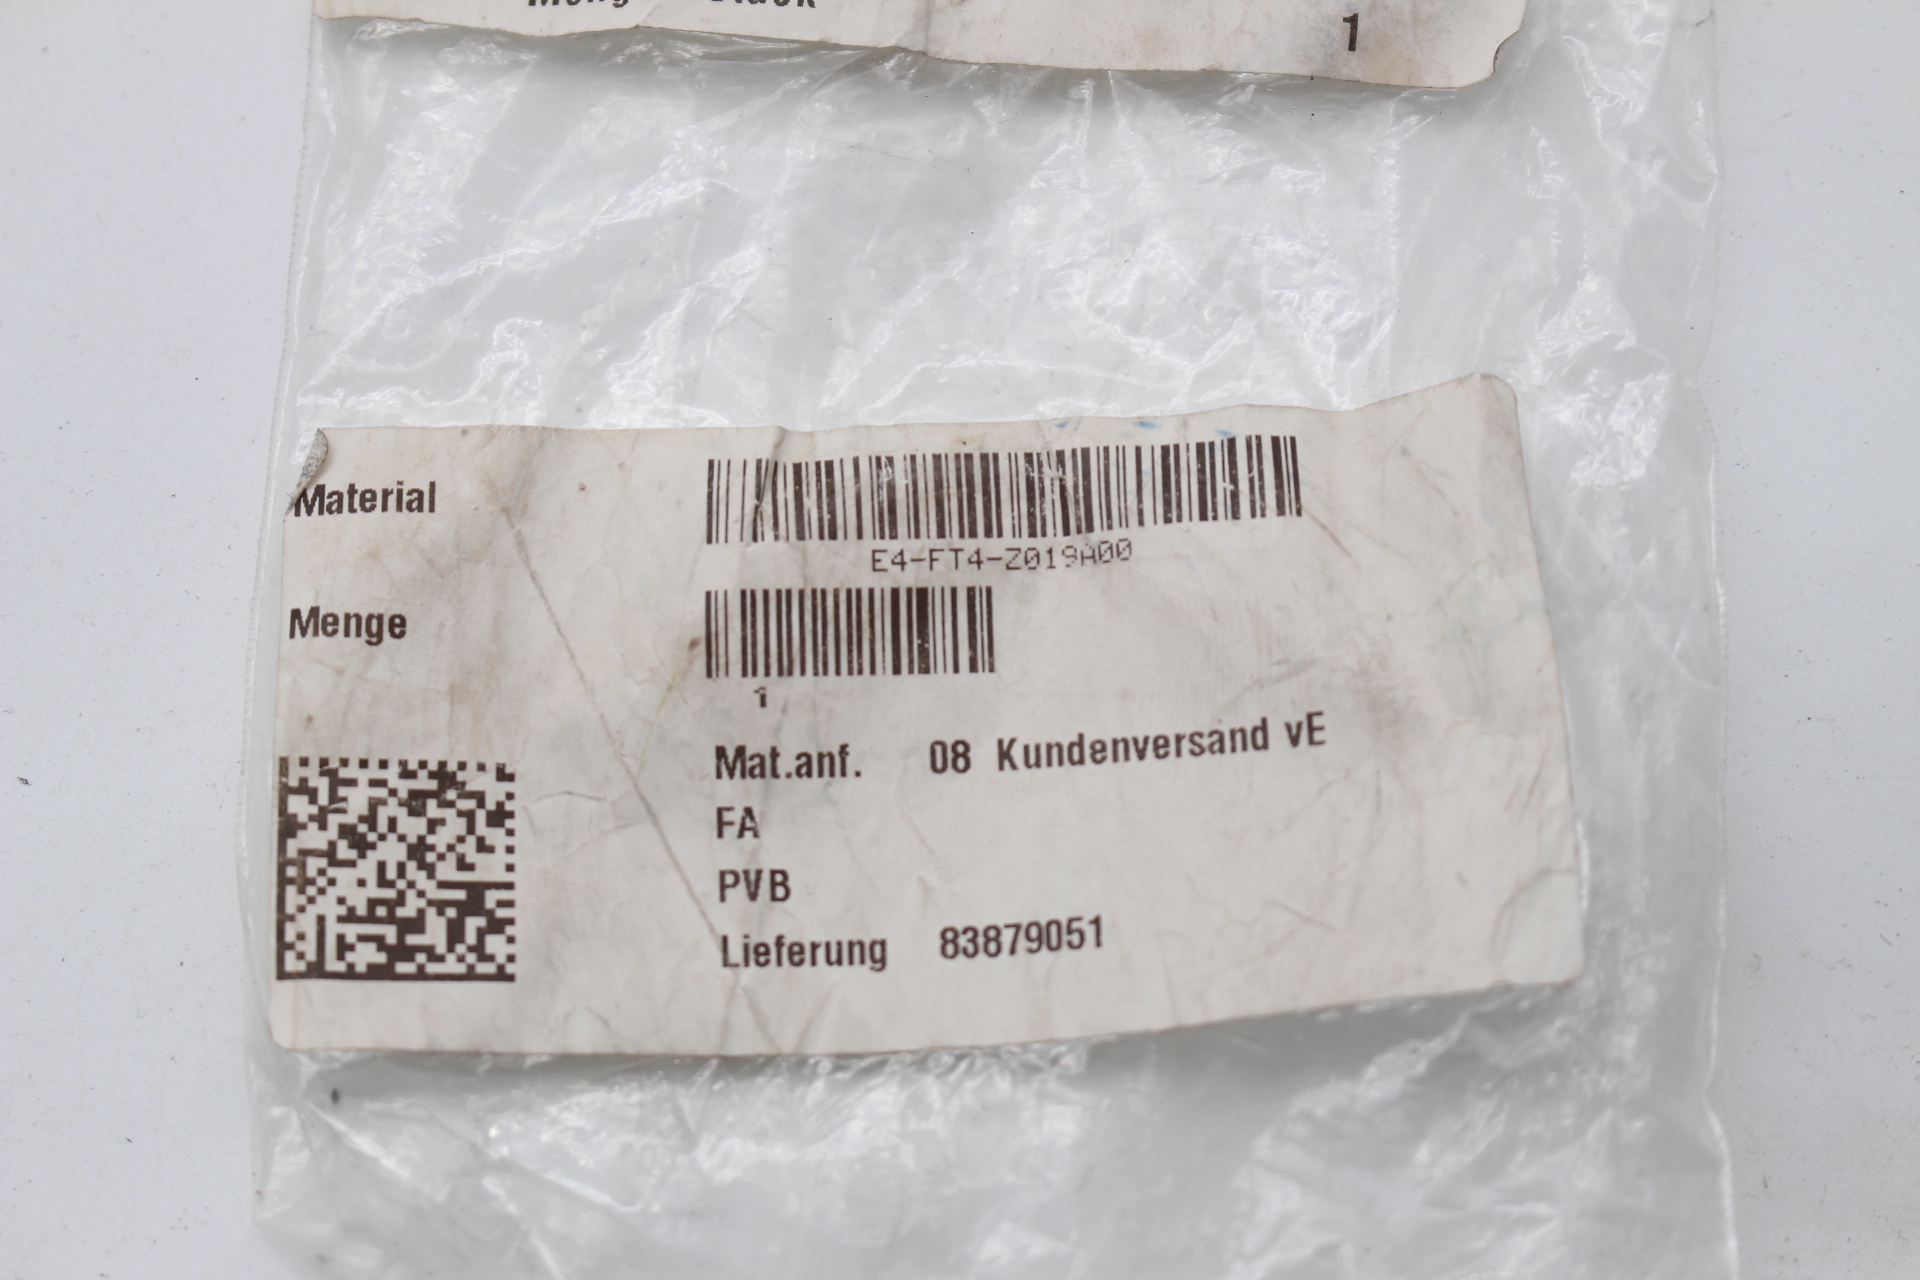 1
Material
E4-FT4-Z019A00
Menge
1
Mat.anf. 08 Kundenversand vE
FA
PVB
Lieferung 83879051